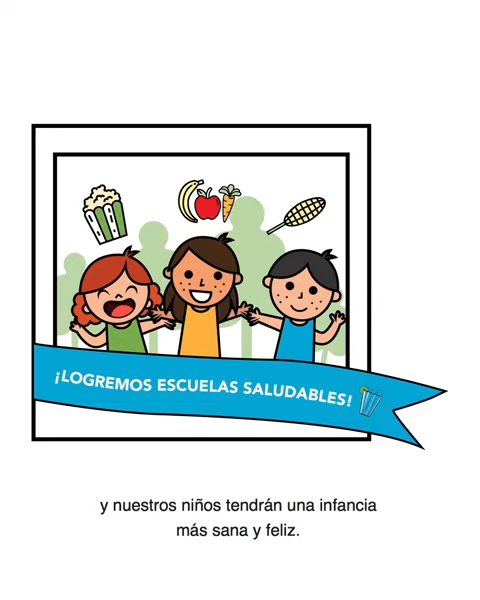 ¡LOGREMOS ESCUELAS SALUDABLES!
y nuestros niños tendrán una infancia
más sana y feliz.